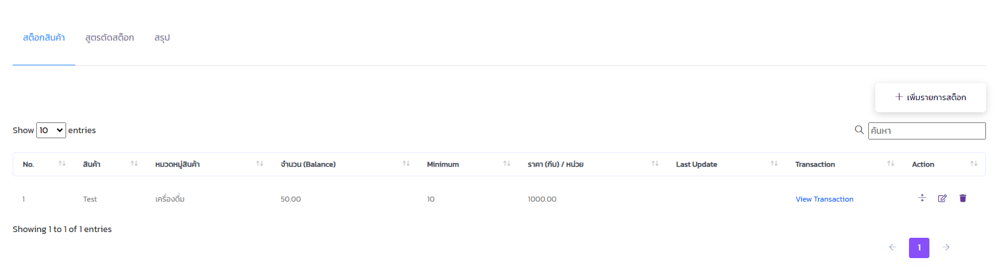 สต็อกสินค้า สูตรตัดสต็อก สรุป
+ เพิ่มรายการสต็อก
Show 10 entries ค้นหา
No. สินค้า หมวดหมู่สินค้า จำนวน (Balance) Minimum ราคา (กีบ) / หน่วย Last Update Transaction Action
1 Test เครื่องดื่ม 50.00 10 1000.00 View Transaction
Showing 1 to 1 of 1 entries
← 1 →